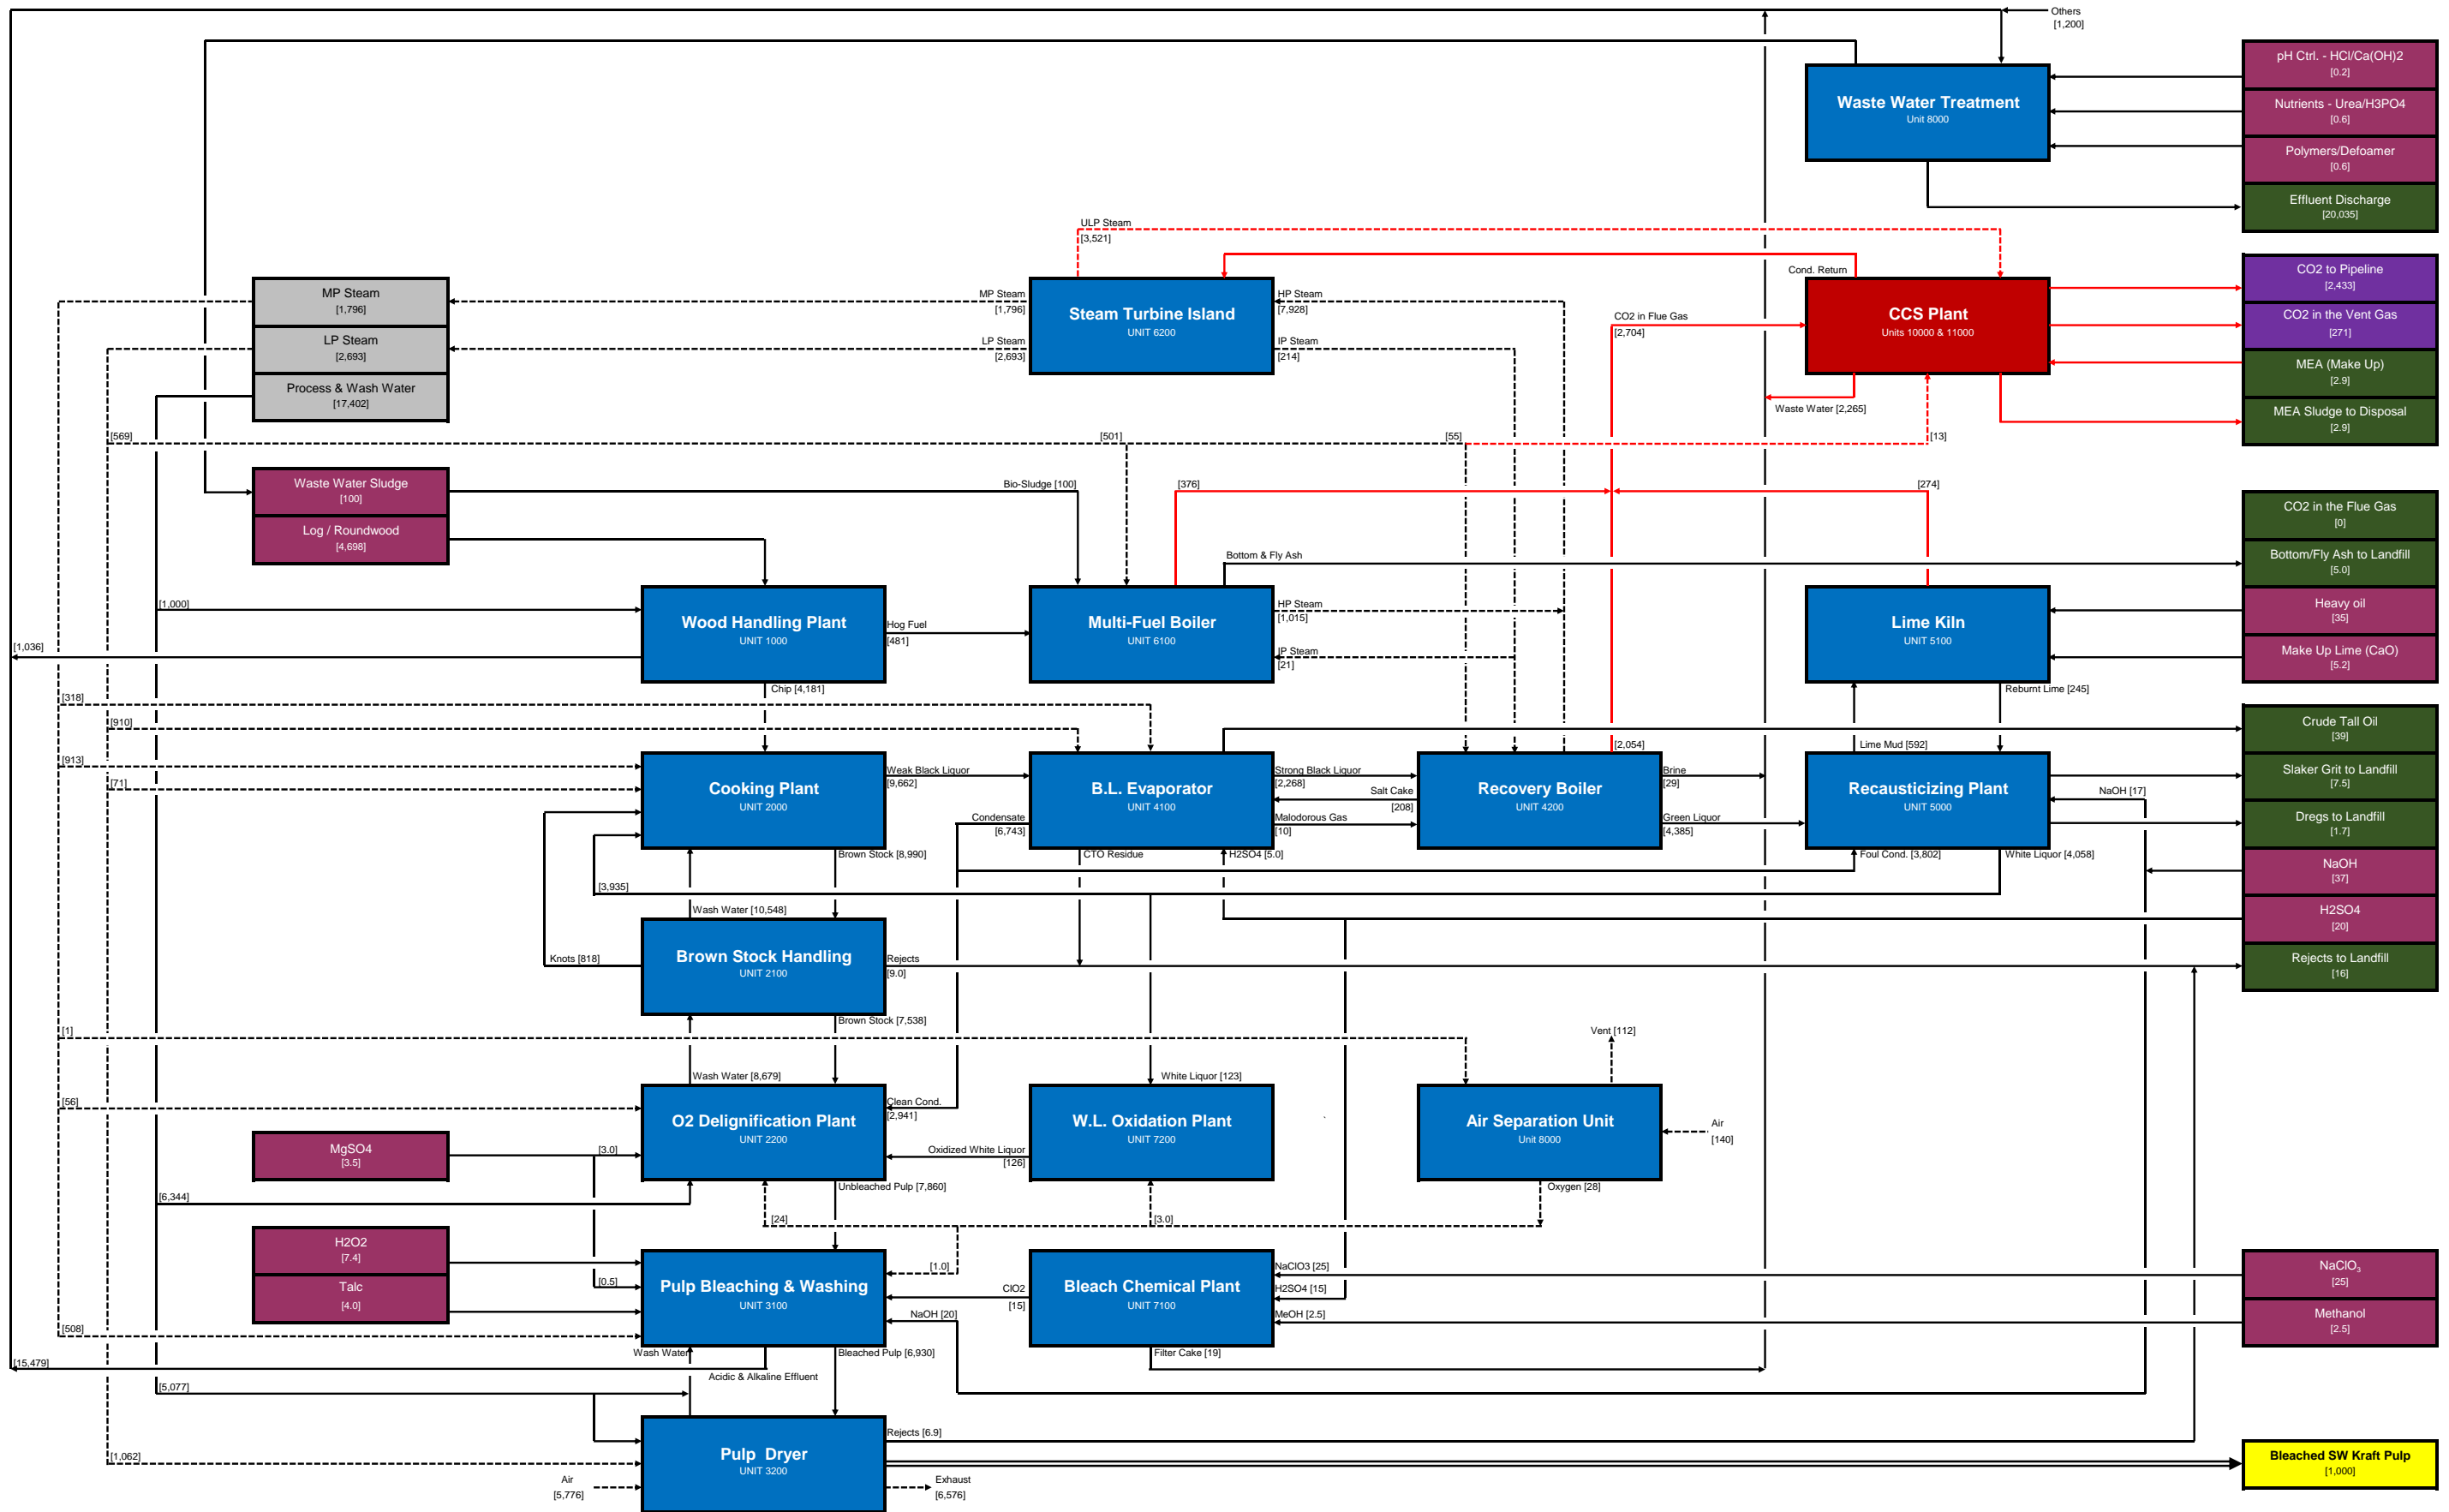 Others
[1,200]
pH Ctrl. - HCl/Ca(OH)2
[0.2]
Waste Water Treatment
Unit 8000
Nutrients - Urea/H3PO4
[0.6]
Polymers/Defoamer
[0.6]
Effluent Discharge
[20,035]
ULP Steam
[3,521]
Cond. Return
MP Steam
[1,796]
MP Steam
[1,796]
Steam Turbine Island
UNIT 6200
HP Steam
[7,928]
CO2 in Flue Gas
[2,704]
CCS Plant
Units 10000 & 11000
CO2 to Pipeline
[2,433]
CO2 in the Vent Gas
[271]
LP Steam
[2,693]
LP Steam
[2,693]
IP Steam
[214]
MEA (Make Up)
[2.9]
Process & Wash Water
[17,402]
Waste Water [2,265]
MEA Sludge to Disposal
[2.9]
[569]
[501]
[55]
[13]
Waste Water Sludge
[100]
Bio-Sludge [100]
[376]
[274]
CO2 in the Flue Gas
[0]
Log / Roundwood
[4,698]
Bottom & Fly Ash
Bottom/Fly Ash to Landfill
[5.0]
[1,000]
Wood Handling Plant
UNIT 1000
Hog Fuel
[481]
Multi-Fuel Boiler
UNIT 6100
HP Steam
[1,015]
IP Steam
[21]
Lime Kiln
UNIT 5100
Heavy oil
[35]
Make Up Lime (CaO)
[5.2]
[1,036]
Chip [4,181]
Reburnt Lime [245]
[318]
[910]
Crude Tall Oil
[39]
[2,054]
Lime Mud [592]
[913]
[71]
Cooking Plant
UNIT 2000
Weak Black Liquor
[9,662]
B.L. Evaporator
UNIT 4100
Strong Black Liquor
[2,268]
Salt Cake
[208]
Recovery Boiler
UNIT 4200
Brine
[29]
Recausticizing Plant
UNIT 5000
NaOH [17]
Slaker Grit to Landfill
[7.5]
Condensate
[6,743]
Malodorous Gas
[10]
Green Liquor
[4,385]
Dregs to Landfill
[1.7]
Brown Stock [8,990]
CTO Residue
H2SO4 [5.0]
Foul Cond. [3,802]
White Liquor [4,058]
NaOH
[37]
[3,935]
Wash Water [10,548]
H2SO4
[20]
Knots [818]
Brown Stock Handling
UNIT 2100
Rejects
[9.0]
Rejects to Landfill
[16]
Brown Stock [7,538]
[1]
Vent [112]
Wash Water [8,679]
White Liquor [123]
[56]
O2 Delignification Plant
UNIT 2200
Clean Cond.
[2,941]
W.L. Oxidation Plant
UNIT 7200
Air Separation Unit
Unit 8000
Air
[140]
MgSO4
[3.5]
[3.0]
Oxidized White Liquor
[126]
Unbleached Pulp [7,860]
Oxygen [28]
[6,344]
[24]
[3.0]
H2O2
[7.4]
Talc
[4.0]
[0.5]
Pulp Bleaching & Washing
UNIT 3100
[1.0]
ClO2
[15]
NaOH [20]
Bleach Chemical Plant
UNIT 7100
NaClO3 [25]
H2SO4 [15]
MeOH [2.5]
NaClO₃
[25]
Methanol
[2.5]
[508]
Wash Water
Bleached Pulp [6,930]
Filter Cake [19]
[15,479]
Acidic & Alkaline Effluent
[5,077]
Pulp Dryer
UNIT 3200
Rejects [6.9]
[1,062]
Air
[5,776]
Exhaust
[6,576]
Bleached SW Kraft Pulp
[1,000]